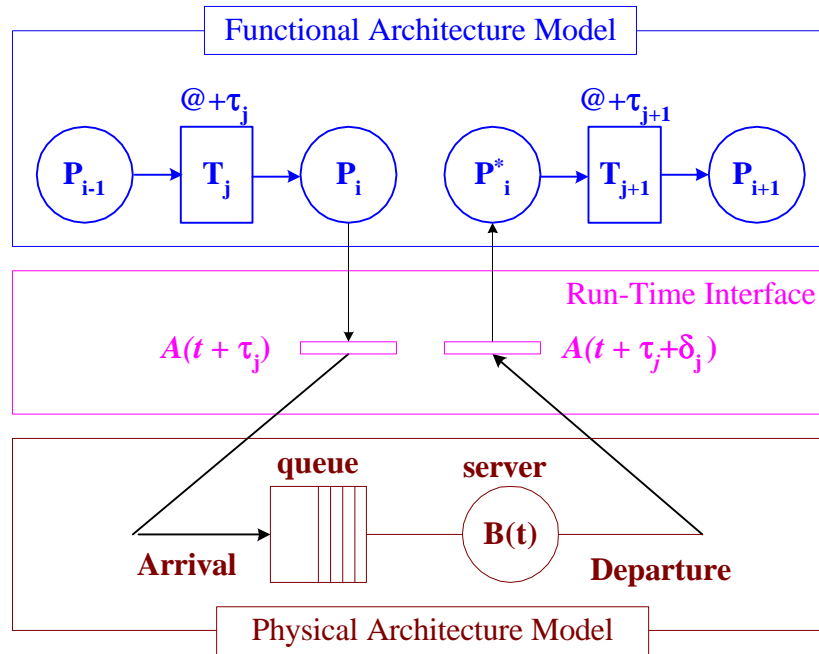 Functional Architecture Model
@+τj @+τj+1
Pi-1 Tj Pi P*i Tj+1 Pi+1
Run-Time Interface
A(t + τj) A(t + τj+δj )
queue server
B(t)
Arrival Departure
Physical Architecture Model